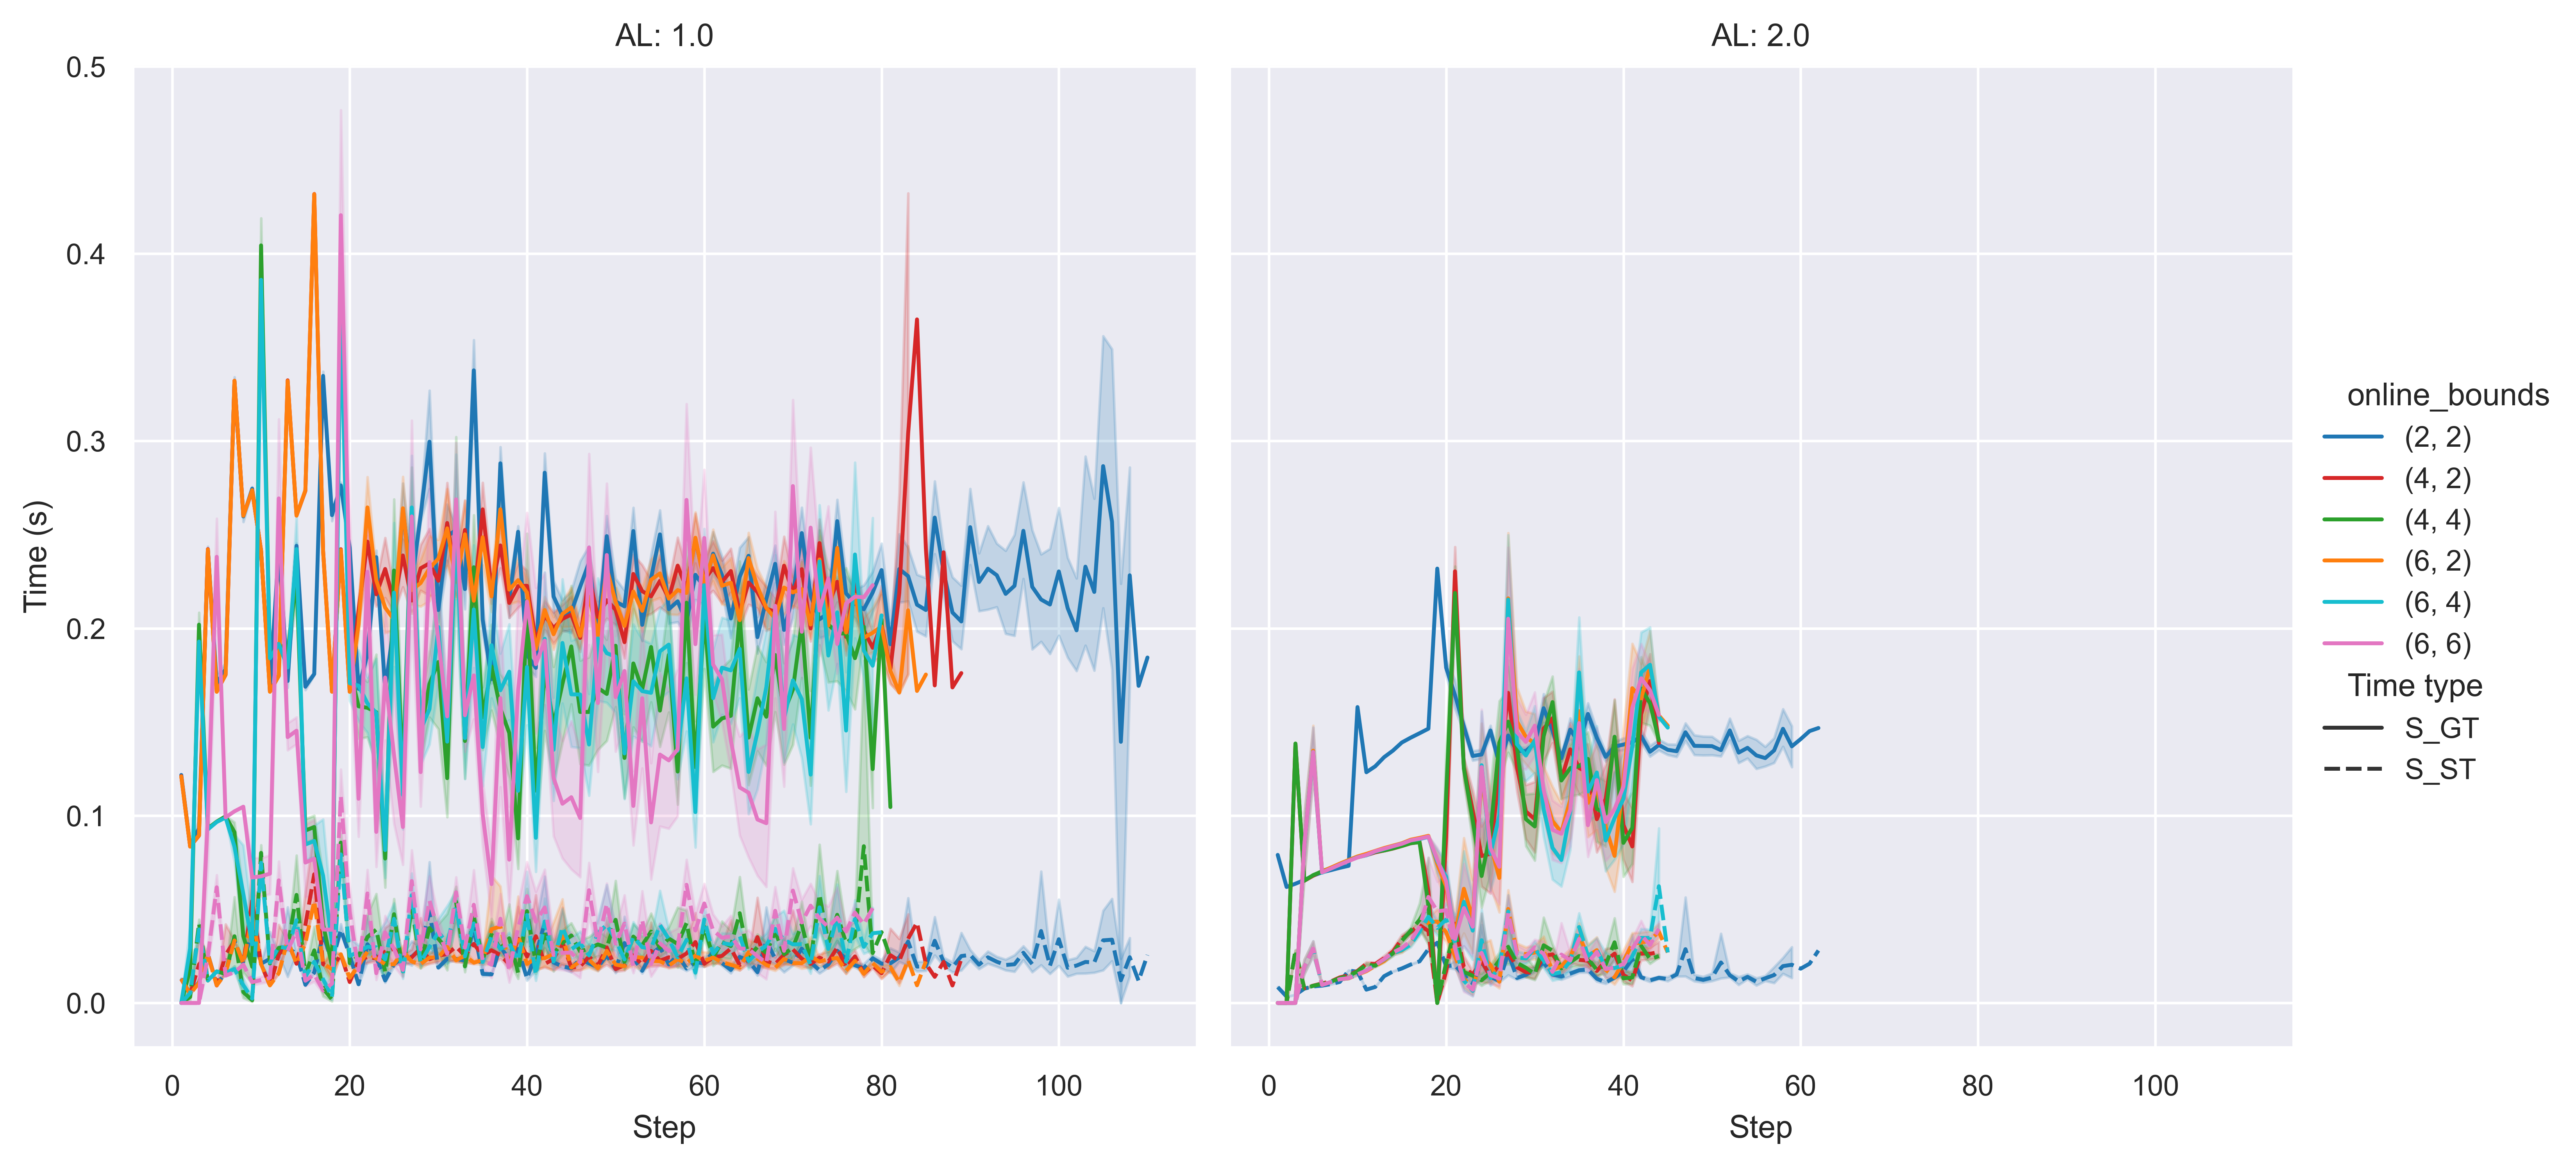 AL: 1.0
AL: 2.0
0.5
0.4
0.3
0.2
0.1
0.0
Time (s)
0 20 40 60 80 100
0 20 40 60 80 100
Step
Step
online_bounds
(2, 2)
(4, 2)
(4, 4)
(6, 2)
(6, 4)
(6, 6)
Time type
S_GT
S_ST